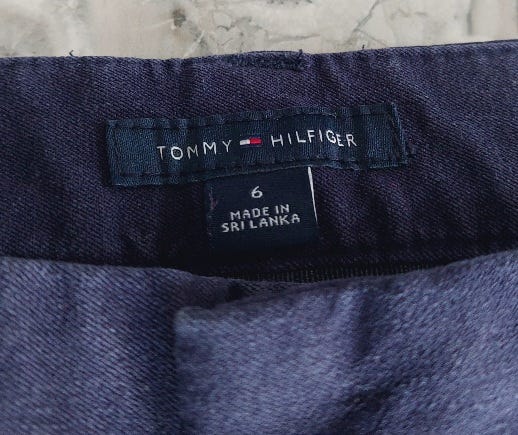 TOMMY HILFIGER
6
MADE IN
SRI LANKA